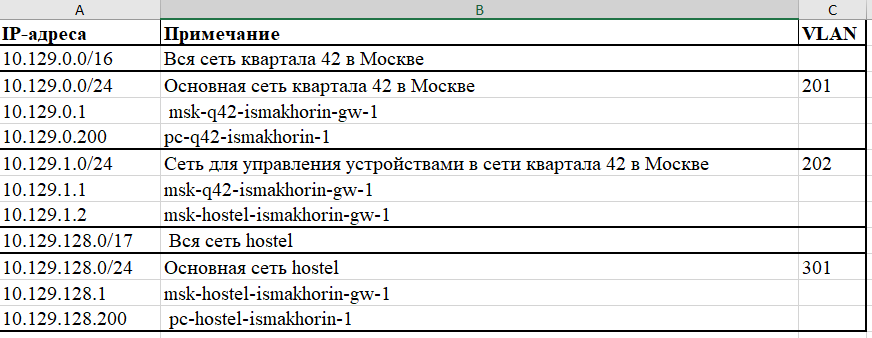 A B C
IP-адреса Примечание VLAN
10.129.0.0/16 Вся сеть квартала 42 в Москве
10.129.0.0/24 Основная сеть квартала 42 в Москве 201
10.129.0.1 msk-q42-ismakhorin-gw-1
10.129.0.200 pc-q42-ismakhorin-1
10.129.1.0/24 Сеть для управления устройствами в сети квартала 42 в Москве 202
10.129.1.1 msk-q42-ismakhorin-gw-1
10.129.1.2 msk-hostel-ismakhorin-gw-1
10.129.128.0/17 Вся сеть hostel
10.129.128.0/24 Основная сеть hostel 301
10.129.128.1 msk-hostel-ismakhorin-gw-1
10.129.128.200 pc-hostel-ismakhorin-1